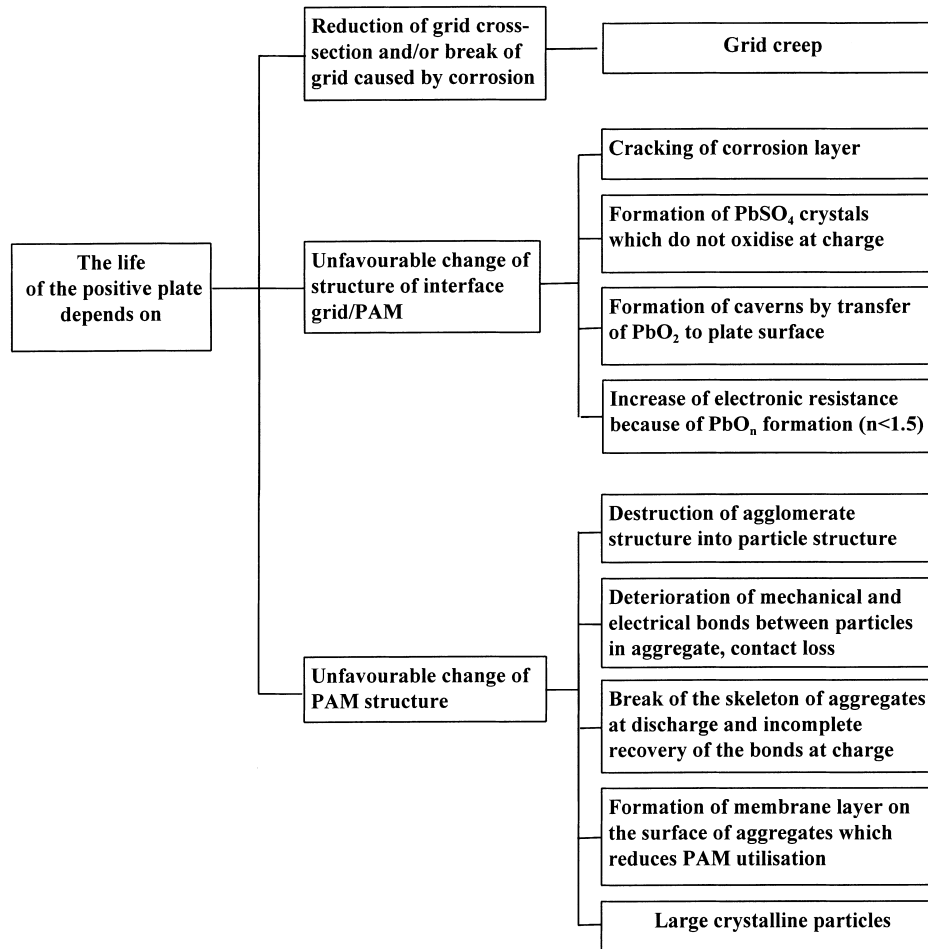 Reduction of grid cross-
section and/or break of
grid caused by corrosion
Grid creep
Cracking of corrosion layer
Formation of PbSO₄ crystals
which do not oxidise at charge
The life
of the positive plate
depends on
Unfavourable change of
structure of interface
grid/PAM
Formation of caverns by transfer
of PbO₂ to plate surface
Increase of electronic resistance
because of PbOₙ formation (n<1.5)
Destruction of agglomerate
structure into particle structure
Deterioration of mechanical and
electrical bonds between particles
in aggregate, contact loss
Unfavourable change of
PAM structure
Break of the skeleton of aggregates
at discharge and incomplete
recovery of the bonds at charge
Formation of membrane layer on
the surface of aggregates which
reduces PAM utilisation
Large crystalline particles